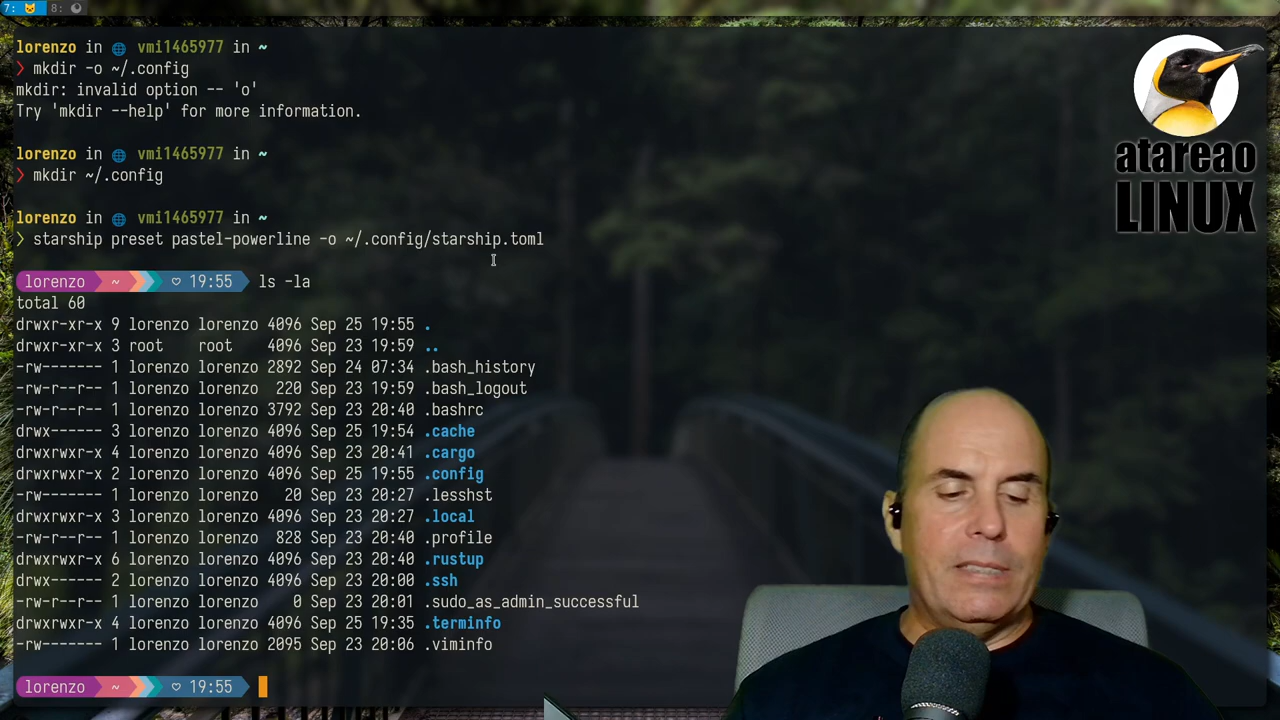 7: 8:
lorenzo in vmi1465977 in ~
❯ mkdir -o ~/.config
mkdir: invalid option -- 'o'
Try 'mkdir --help' for more information.
lorenzo in vmi1465977 in ~
❯ mkdir ~/.config
lorenzo in vmi1465977 in ~
❯ starship preset pastel-powerline -o ~/.config/starship.toml
lorenzo ~ ♡ 19:55 ls -la
total 60
drwxr-xr-x 9 lorenzo lorenzo 4096 Sep 25 19:55 .
drwxr-xr-x 3 root root 4096 Sep 23 19:59 ..
-rw------- 1 lorenzo lorenzo 2892 Sep 24 07:34 .bash_history
-rw-r--r-- 1 lorenzo lorenzo 220 Sep 23 19:59 .bash_logout
-rw-r--r-- 1 lorenzo lorenzo 3792 Sep 23 20:40 .bashrc
drwx------ 3 lorenzo lorenzo 4096 Sep 25 19:54 .cache
drwxrwxr-x 4 lorenzo lorenzo 4096 Sep 23 20:41 .cargo
drwxrwxr-x 2 lorenzo lorenzo 4096 Sep 25 19:55 .config
-rw------- 1 lorenzo lorenzo 20 Sep 23 20:27 .lesshst
drwxrwxr-x 3 lorenzo lorenzo 4096 Sep 23 20:27 .local
-rw-r--r-- 1 lorenzo lorenzo 828 Sep 23 20:40 .profile
drwxrwxr-x 6 lorenzo lorenzo 4096 Sep 23 20:40 .rustup
drwx------ 2 lorenzo lorenzo 4096 Sep 23 20:00 .ssh
-rw-r--r-- 1 lorenzo lorenzo 0 Sep 23 20:01 .sudo_as_admin_successful
drwxrwxr-x 4 lorenzo lorenzo 4096 Sep 25 19:35 .terminfo
-rw------- 1 lorenzo lorenzo 2095 Sep 23 20:06 .viminfo
lorenzo ~ ♡ 19:55
atareao
LINUX